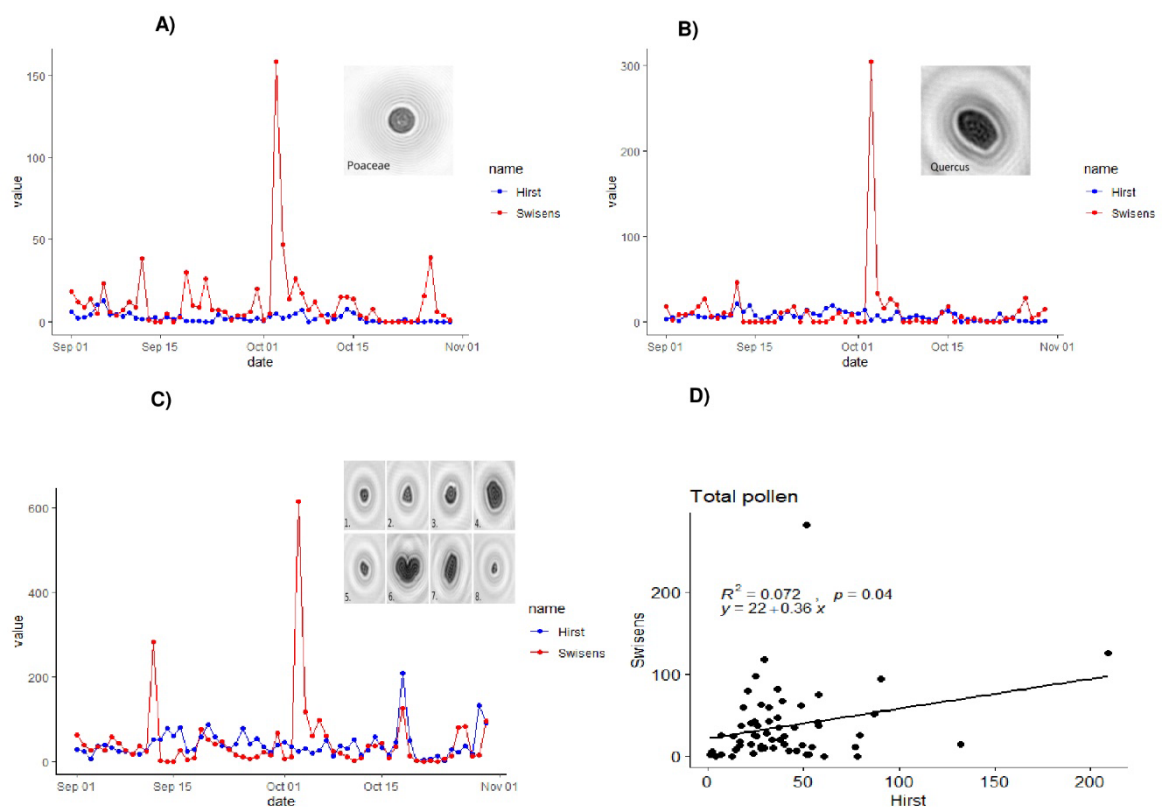 A)
value
150
100
50
0
Poaceae
name
Hirst
Swisens
Sep 01
Sep 15
Oct 01
Oct 15
Nov 01
date
B)
value
300
200
100
0
Quercus
name
Hirst
Swisens
Sep 01
Sep 15
Oct 01
Oct 15
Nov 01
date
C)
value
600
400
200
0
1.
2.
3.
4.
5.
6.
7.
8.
name
Hirst
Swisens
Sep 01
Sep 15
Oct 01
Oct 15
Nov 01
date
D)
Total pollen
Swisens
200
100
0
R² = 0.072 , p = 0.04
y = 22 + 0.36 x
0
50
100
150
200
Hirst